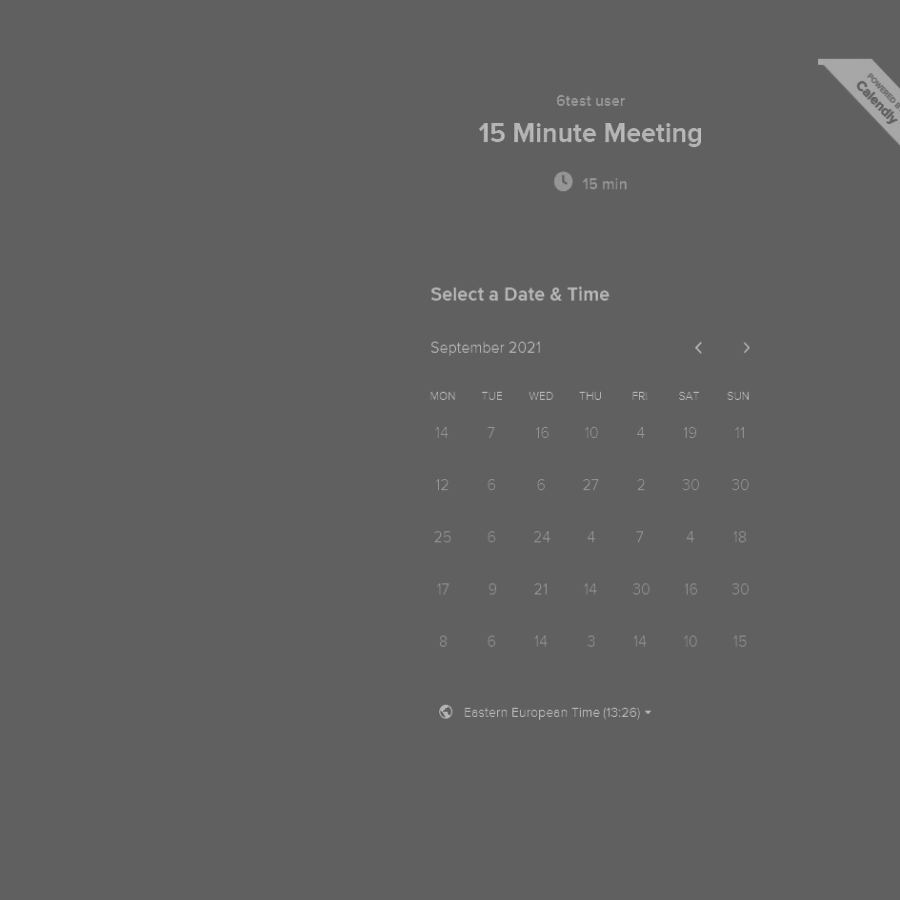 POWERED BY
Calendly
6test user
15 Minute Meeting
15 min
Select a Date & Time
September 2021
MON TUE WED THU FRI SAT SUN
14 7 16 10 4 19 11
12 6 6 27 2 30 30
25 6 24 4 7 4 18
17 9 21 14 30 16 30
8 6 14 3 14 10 15
Eastern European Time (13:26)